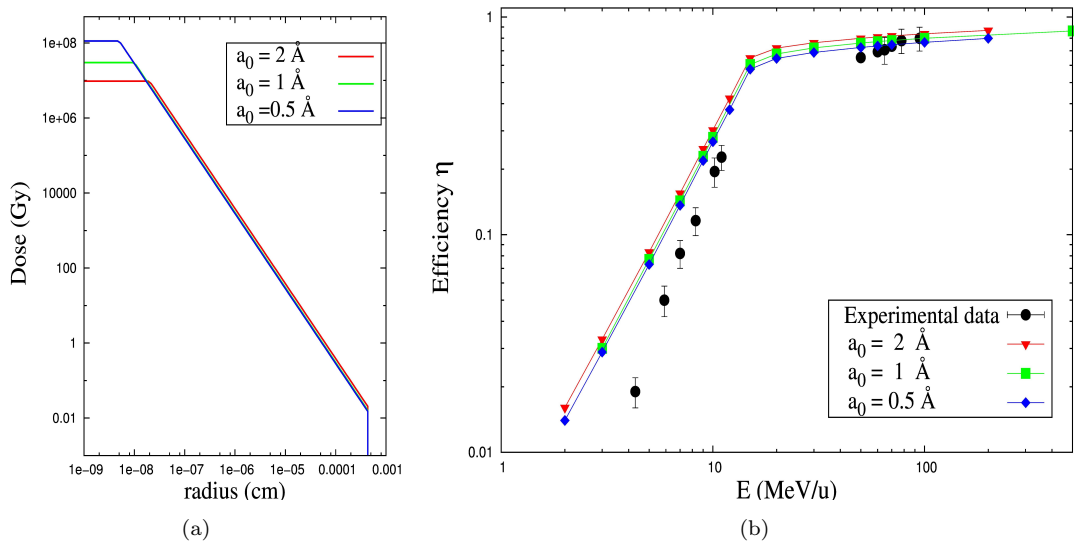 1e+08
1e+06
10000
100
1
0.01
Dose (Gy)
1e-09
1e-08
1e-07
1e-06
1e-05
0.0001
0.001
radius (cm)
a₀ = 2 Å
a₀ = 1 Å
a₀ =0.5 Å
(a)
1
0.1
0.01
Efficiency η
1
10
100
E (MeV/u)
Experimental data
a₀ = 2 Å
a₀ = 1 Å
a₀ = 0.5 Å
(b)